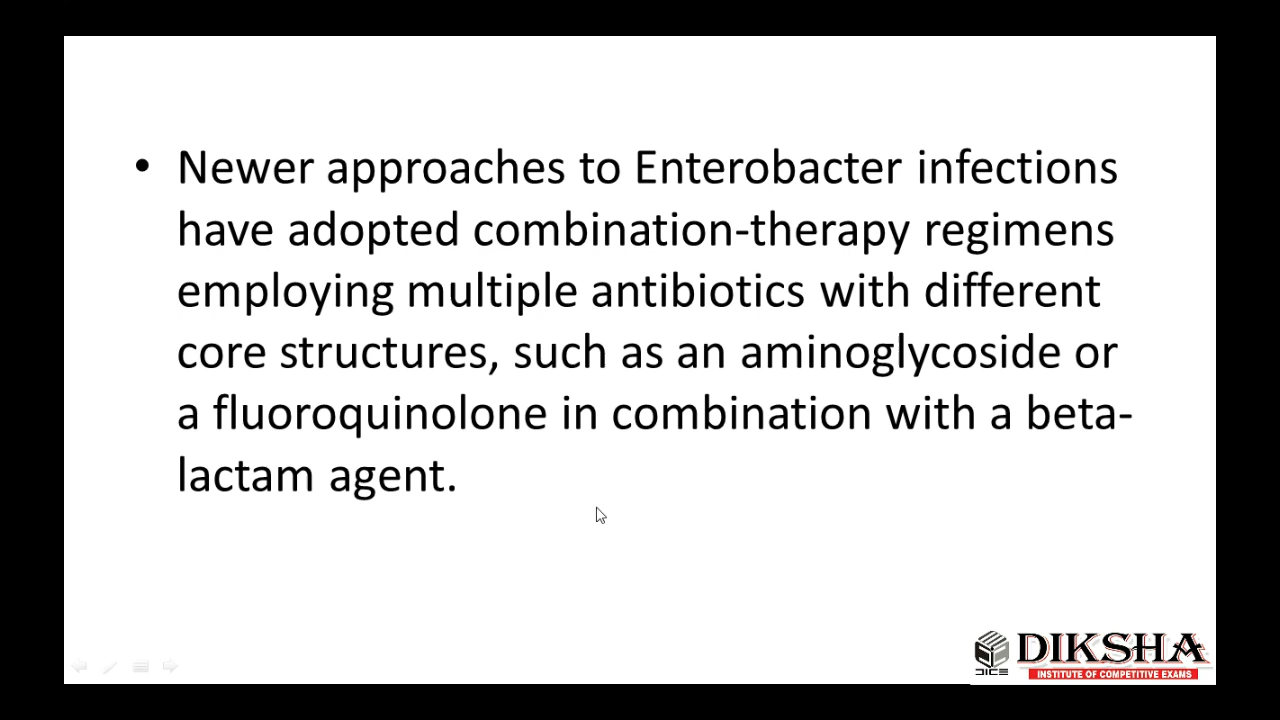 • Newer approaches to Enterobacter infections
have adopted combination-therapy regimens
employing multiple antibiotics with different
core structures, such as an aminoglycoside or
a fluoroquinolone in combination with a beta-
lactam agent.
DICE
DIKSHA
INSTITUTE OF COMPETITIVE EXAMS